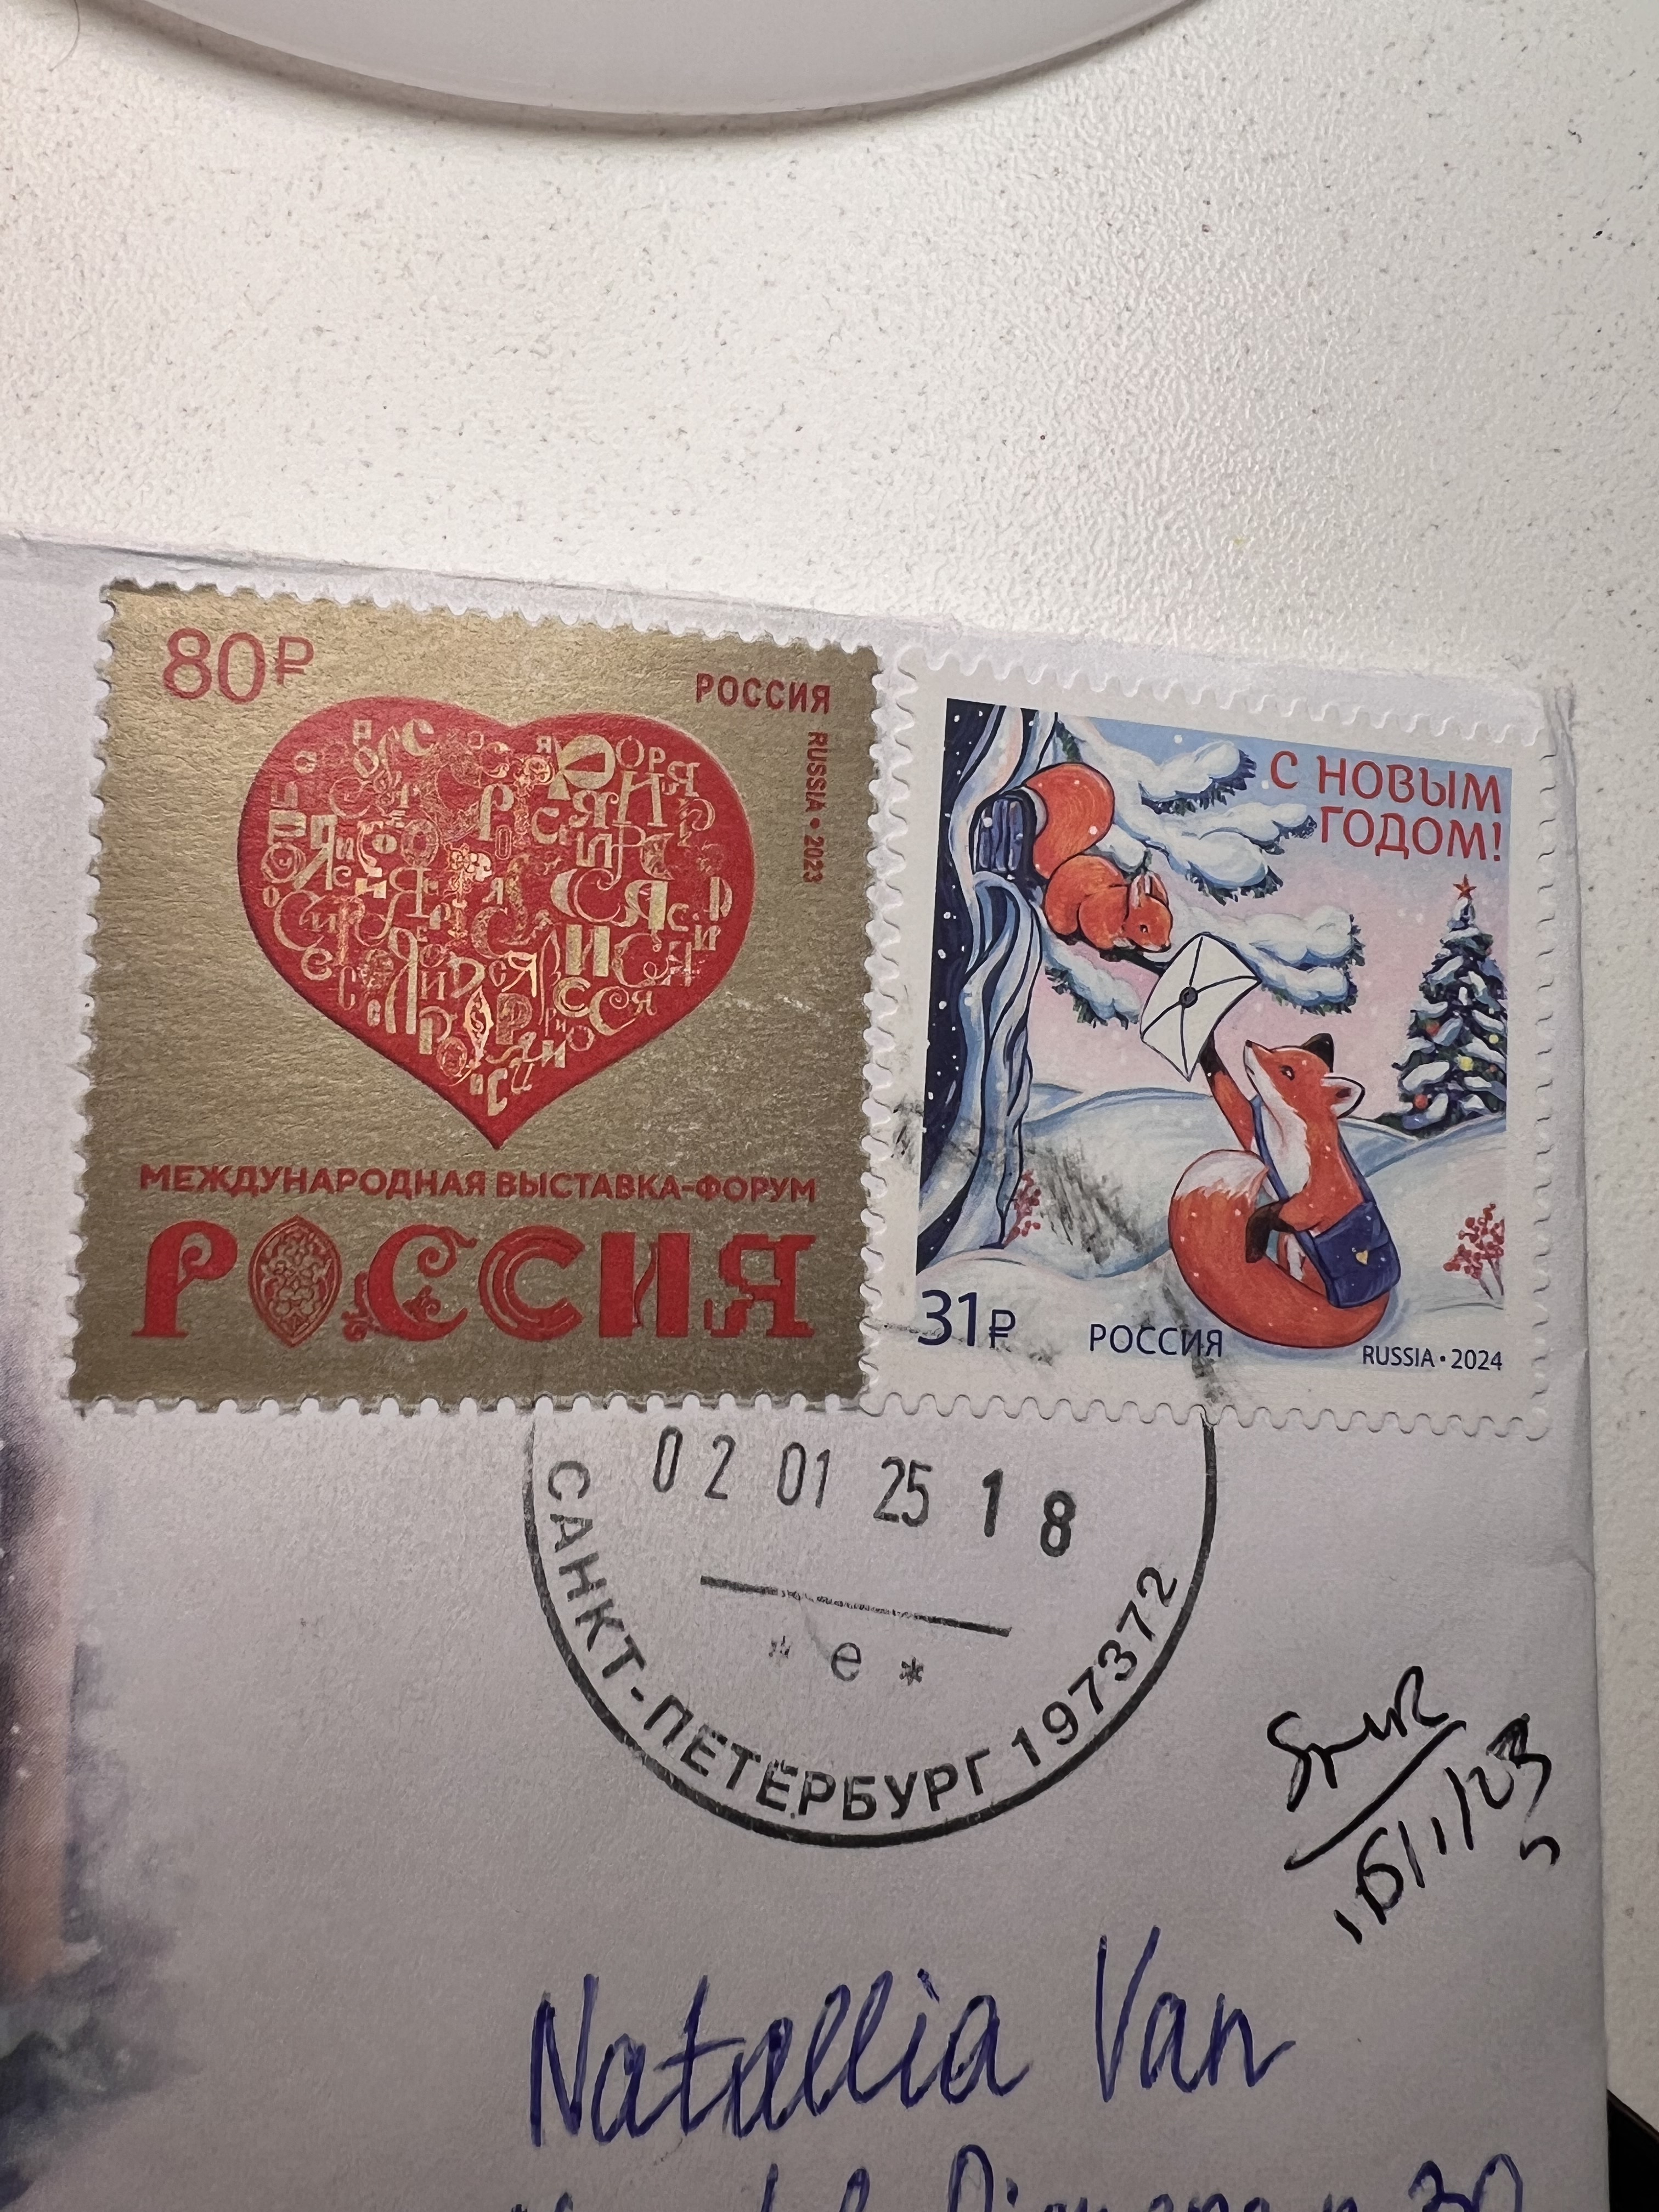 80₽
РОССИЯ
RUSSIA • 2023
МЕЖДУНАРОДНАЯ ВЫСТАВКА-ФОРУМ
РОССИЯ
С НОВЫМ
ГОДОМ!
31₽ РОССИЯ RUSSIA • 2024
02 01 25 18
* е *
САНКТ-ПЕТЕРБУРГ 197372
Natallia Van